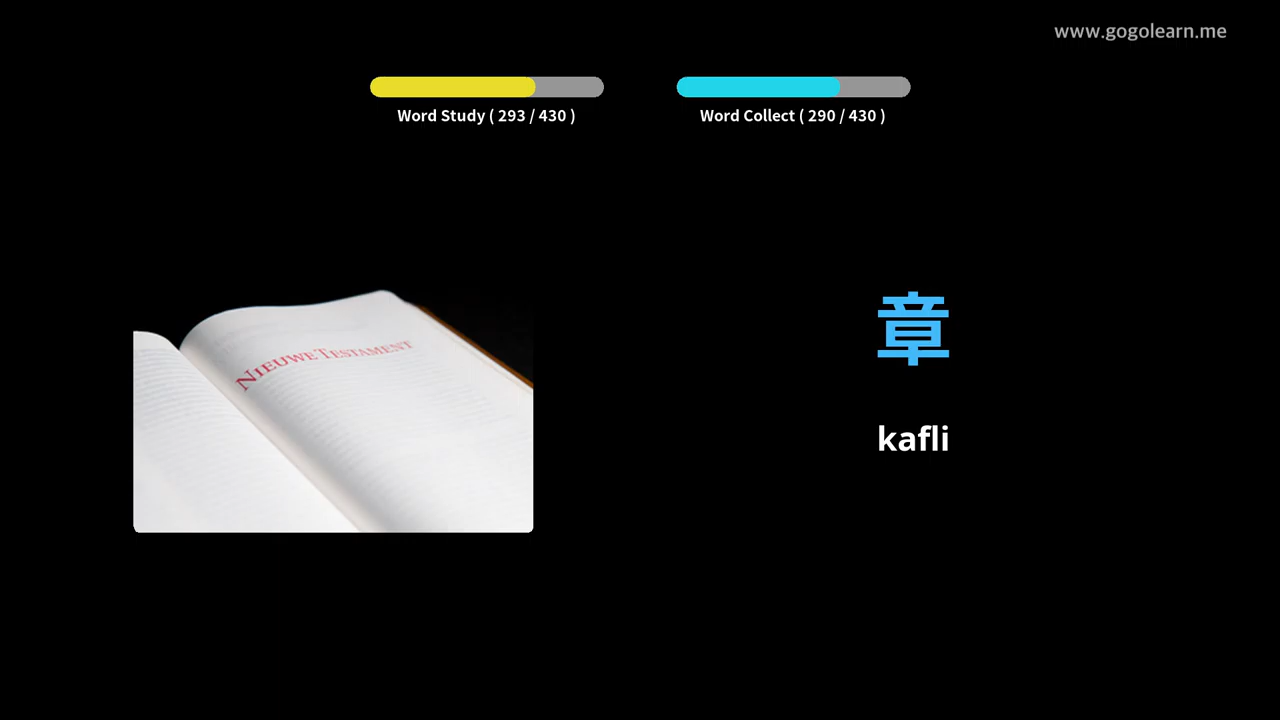 www.gogolearn.me
Word Study ( 293 / 430 )
Word Collect ( 290 / 430 )
NIEUWE TESTAMENT
章
kafli